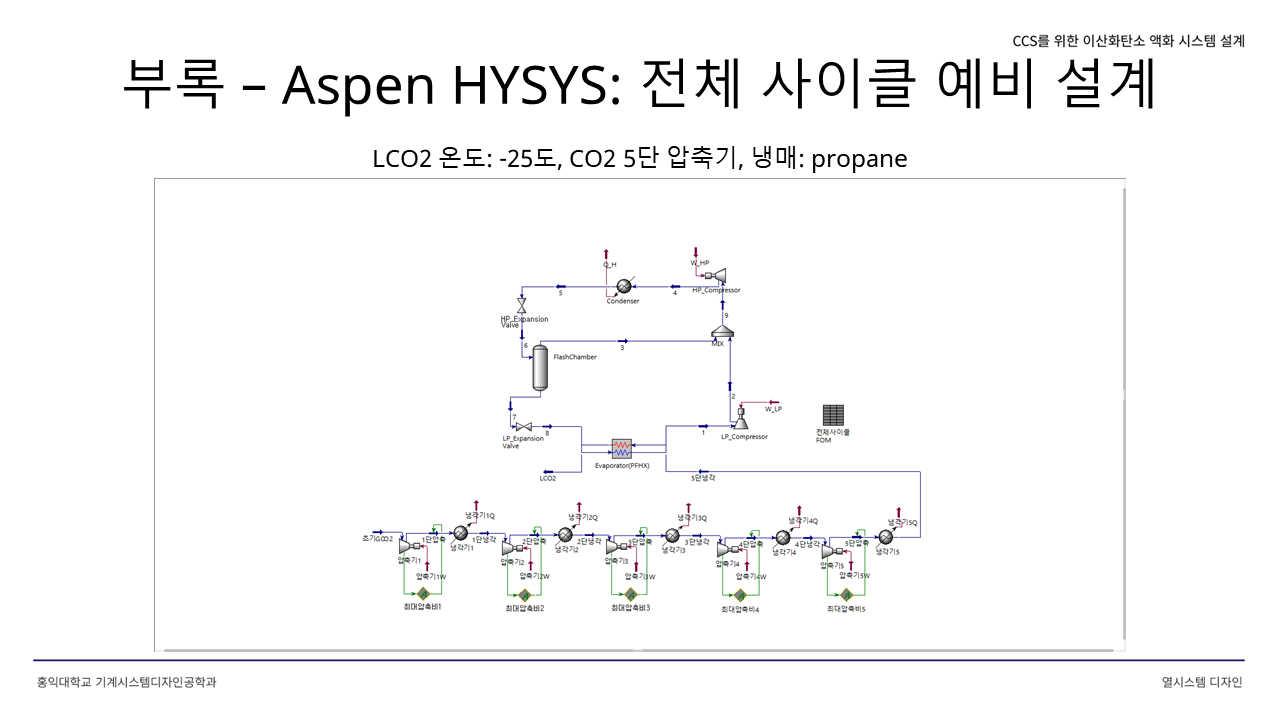 CCS를 위한 이산화탄소 액화 시스템 설계
부록 – Aspen HYSYS: 전체 사이클 예비 설계
LCO2 온도: -25도, CO2 5단 압축기, 냉매: propane
Q_H
W_HP
HP_Compressor
5
4
Condenser
9
HP_Expansion
Valve
MIX
6
3
FlashChamber
2
W_LP
7
8
1
LP_Compressor
전체사이클
FOM
LP_Expansion
Valve
Evaporator(PFHX)
LCO2
5단냉각
냉각기1Q
냉각기2Q
냉각기3Q
냉각기4Q
냉각기5Q
초기GCO2
1단압축
1단냉각
2단압축
2단냉각
3단압축
3단냉각
4단압축
4단냉각
5단압축
냉각기1
냉각기2
냉각기3
냉각기4
냉각기5
압축기1
압축기2
압축기3
압축기4
압축기5
압축기1W
압축기2W
압축기3W
압축기4W
압축기5W
최대압축비1
최대압축비2
최대압축비3
최대압축비4
최대압축비5
홍익대학교 기계시스템디자인공학과
열시스템 디자인